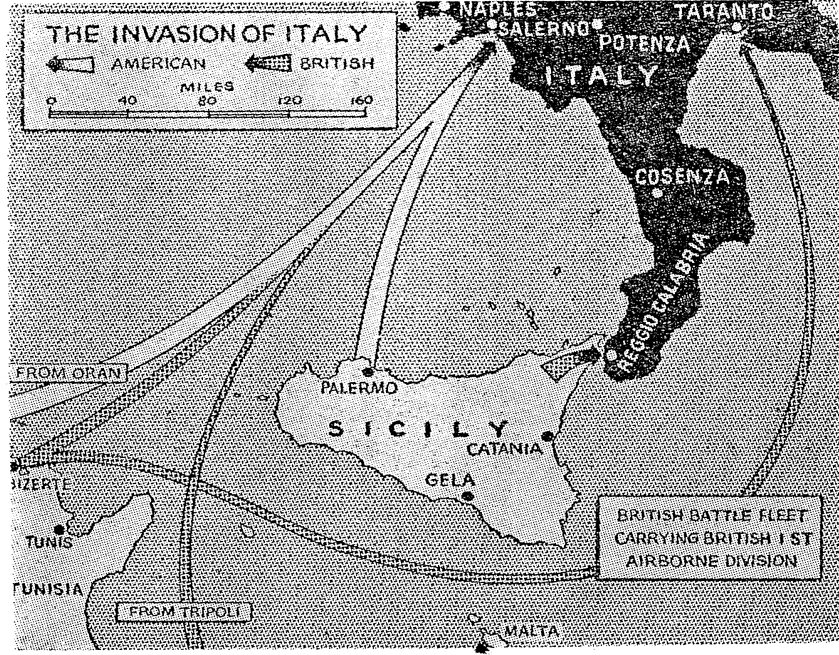 THE INVASION OF ITALY
AMERICAN
BRITISH
MILES
0 40 80 120 160
NAPLES
SALERNO
POTENZA
TARANTO
ITALY
COSENZA
REGGIO CALABRIA
FROM ORAN
PALERMO
SICILY
CATANIA
GELA
BIZERTE
TUNIS
TUNISIA
FROM TRIPOLI
MALTA
BRITISH BATTLE FLEET
CARRYING BRITISH 1ST
AIRBORNE DIVISION